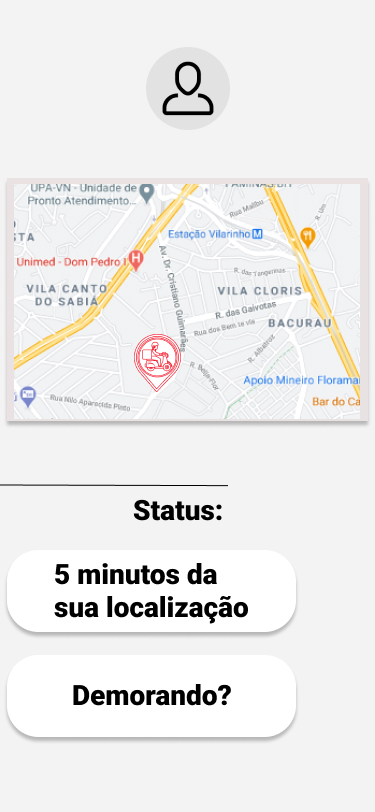 UPA-VN - Unidade de
Pronto Atendimento...
Rua Malibu
R. Um
STA
Estação Vilarinho M
Unimed - Dom Pedro I
H
Av. Dr. Cristiano Guimarães
R. das Tangerinas
VILA CANTO
DO SABIÁ
VILA CLORIS
R. das Gaivotas
Rua dos Bem te vis
BACURAU
R. Albatroz
R. Beija-Flor
Apoio Mineiro Floramar
Rua Nilo Aparecida Pinto
Bar do Ca
Status:
5 minutos da
sua localização
Demorando?